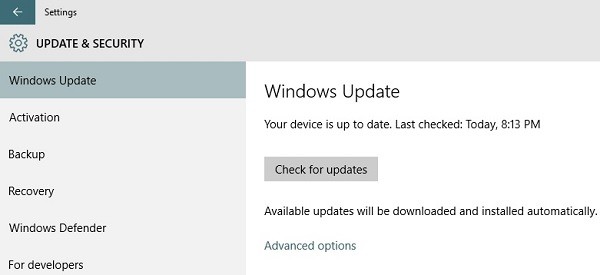 Settings
UPDATE & SECURITY
Windows Update
Activation
Backup
Recovery
Windows Defender
For developers
Windows Update
Your device is up to date. Last checked: Today, 8:13 PM
Check for updates
Available updates will be downloaded and installed automatically.
Advanced options